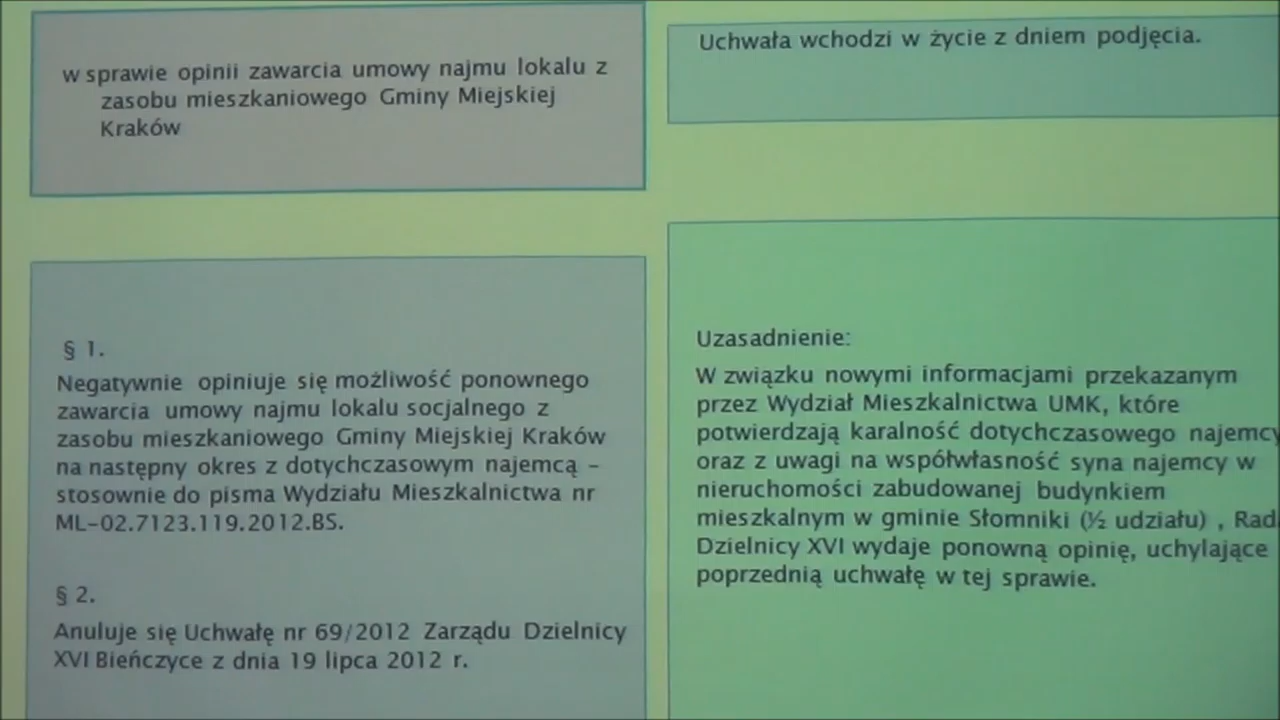 w sprawie opinii zawarcia umowy najmu lokalu z
zasobu mieszkaniowego Gminy Miejskiej
Kraków
§ 1.
Negatywnie opiniuje się możliwość ponownego
zawarcia umowy najmu lokalu socjalnego z
zasobu mieszkaniowego Gminy Miejskiej Kraków
na następny okres z dotychczasowym najemcą –
stosownie do pisma Wydziału Mieszkalnictwa nr
ML-02.7123.119.2012.BS.
§ 2.
Anuluje się Uchwałę nr 69/2012 Zarządu Dzielnicy
XVI Bieńczyce z dnia 19 lipca 2012 r.
Uchwała wchodzi w życie z dniem podjęcia.
Uzasadnienie:
W związku nowymi informacjami przekazanym
przez Wydział Mieszkalnictwa UMK, które
potwierdzają karalność dotychczasowego najemcy
oraz z uwagi na współwłasność syna najemcy w
nieruchomości zabudowanej budynkiem
mieszkalnym w gminie Słomniki (½ udziału) , Rad
Dzielnicy XVI wydaje ponowną opinię, uchylające
poprzednią uchwałę w tej sprawie.